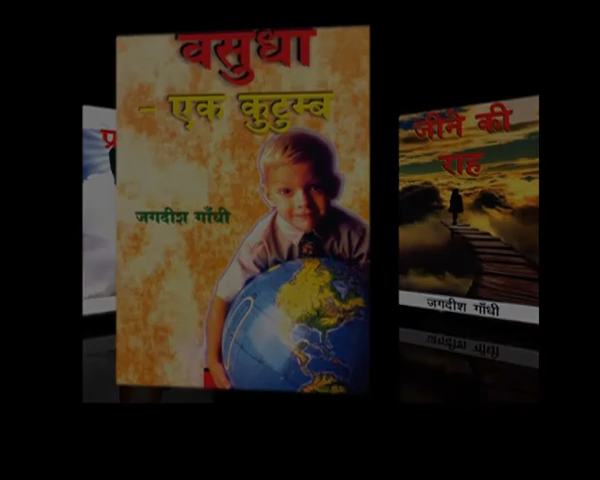 वसुधा
- एक कुटुम्ब
जगदीश गाँधी
जीने की
राह
जगदीश गाँधी